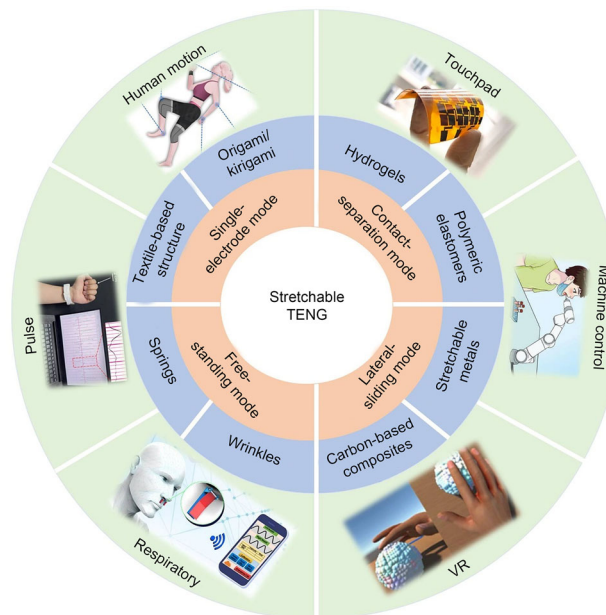 Human motion
Touchpad
Machine control
VR
Respiratory
Pulse
Origami/
kirigami
Hydrogels
Polymeric
elastomers
Stretchable
metals
Carbon-based
composites
Wrinkles
Springs
Textile-based
structure
Single-
electrode mode
Contact-
separation mode
Lateral-
sliding mode
Free-
standing mode
Stretchable
TENG